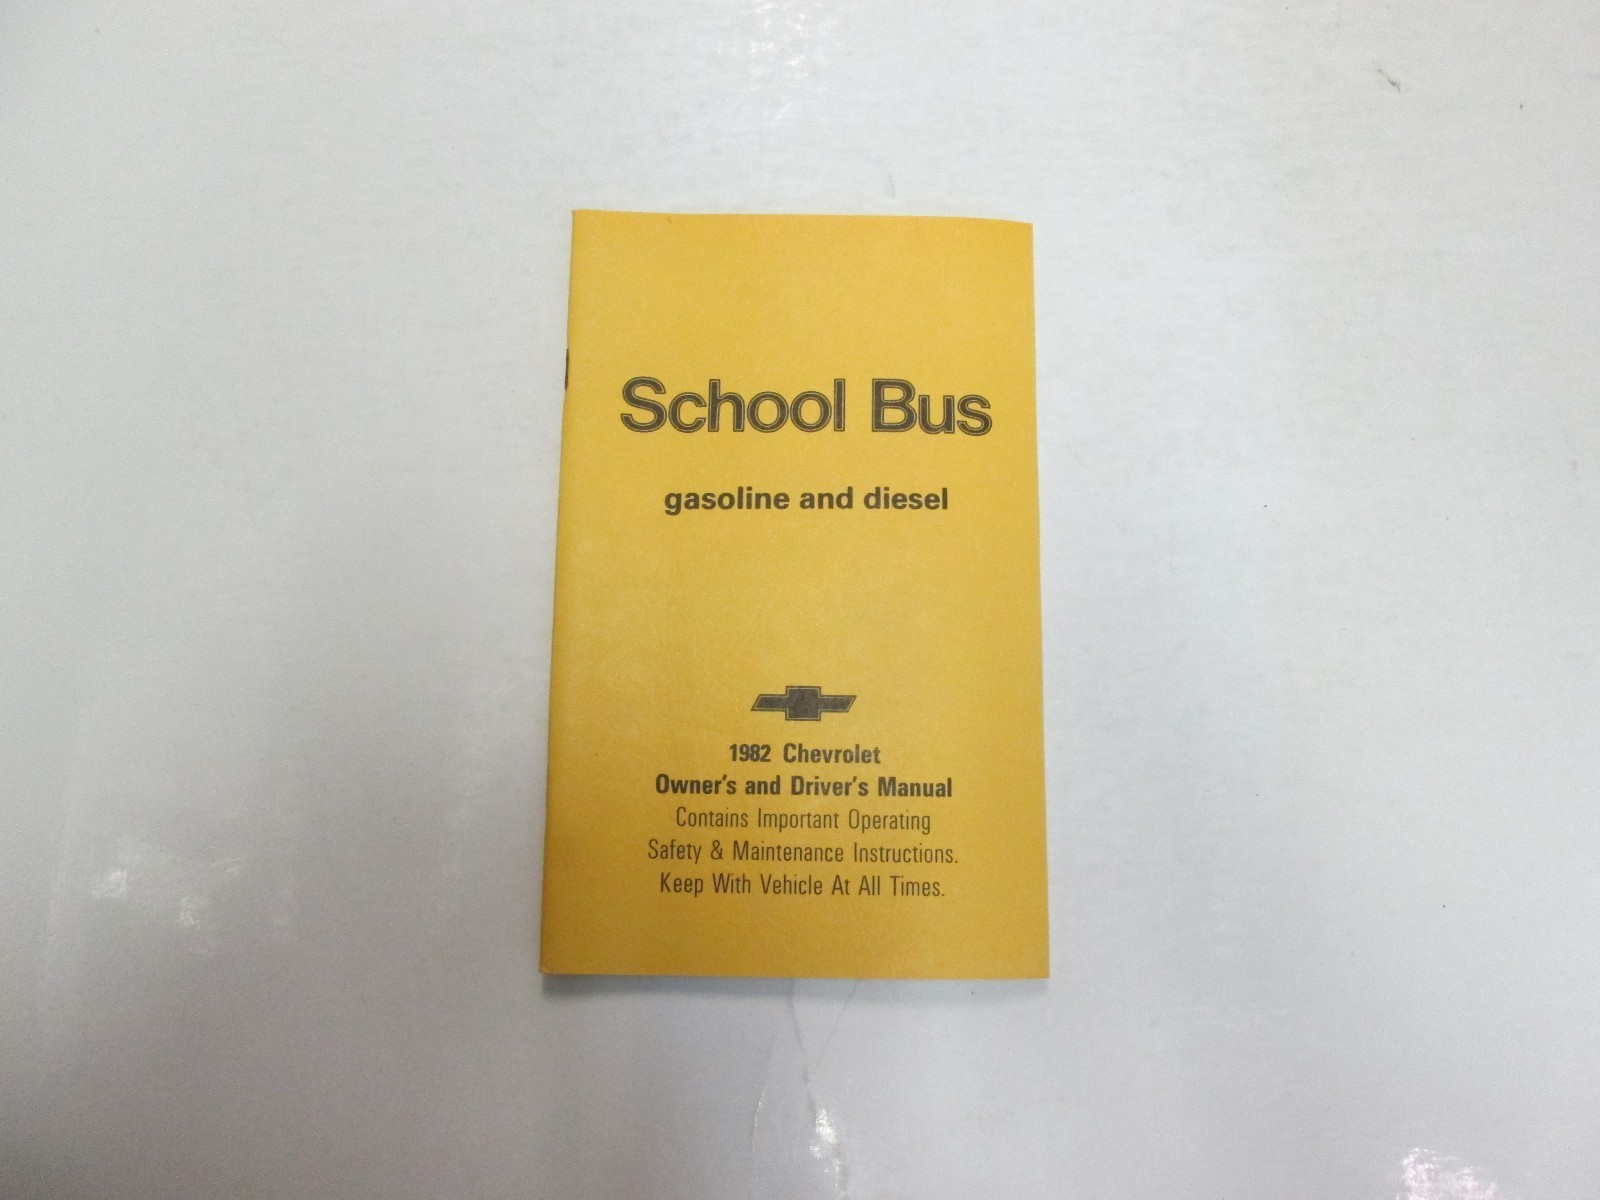 School Bus
gasoline and diesel
1982 Chevrolet
Owner's and Driver's Manual
Contains Important Operating
Safety & Maintenance Instructions.
Keep With Vehicle At All Times.